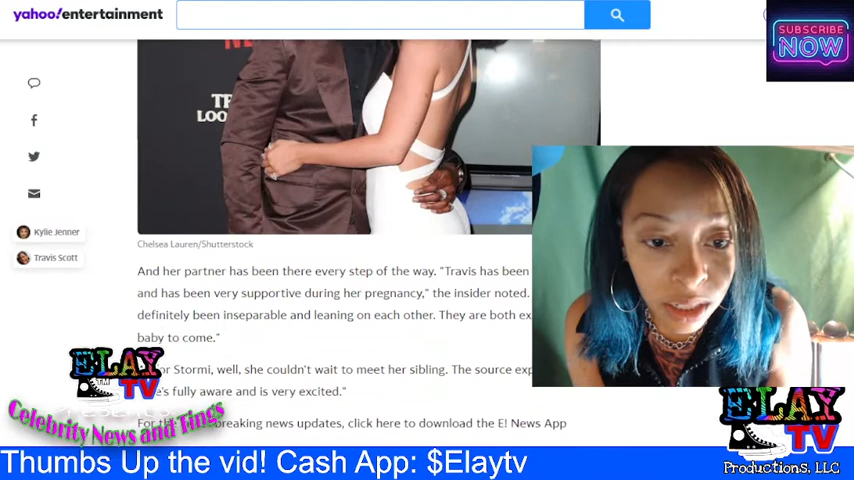 yahoo!entertainment
SUBSCRIBE
NOW
Chelsea Lauren/Shutterstock
Kylie Jenner
Travis Scott
And her partner has been there every step of the way. "Travis has been
and has been very supportive during her pregnancy," the insider noted.
definitely been inseparable and leaning on each other. They are both
baby to come."
Stormi, well, she couldn't wait to meet her sibling. The source
fully aware and is very excited."
breaking news updates, click here to download the E! News App
ELAY
TV
Celebrity News and Tings
ELAY
TV
Productions, LLC
Thumbs Up the vid! Cash App: $Elaytv